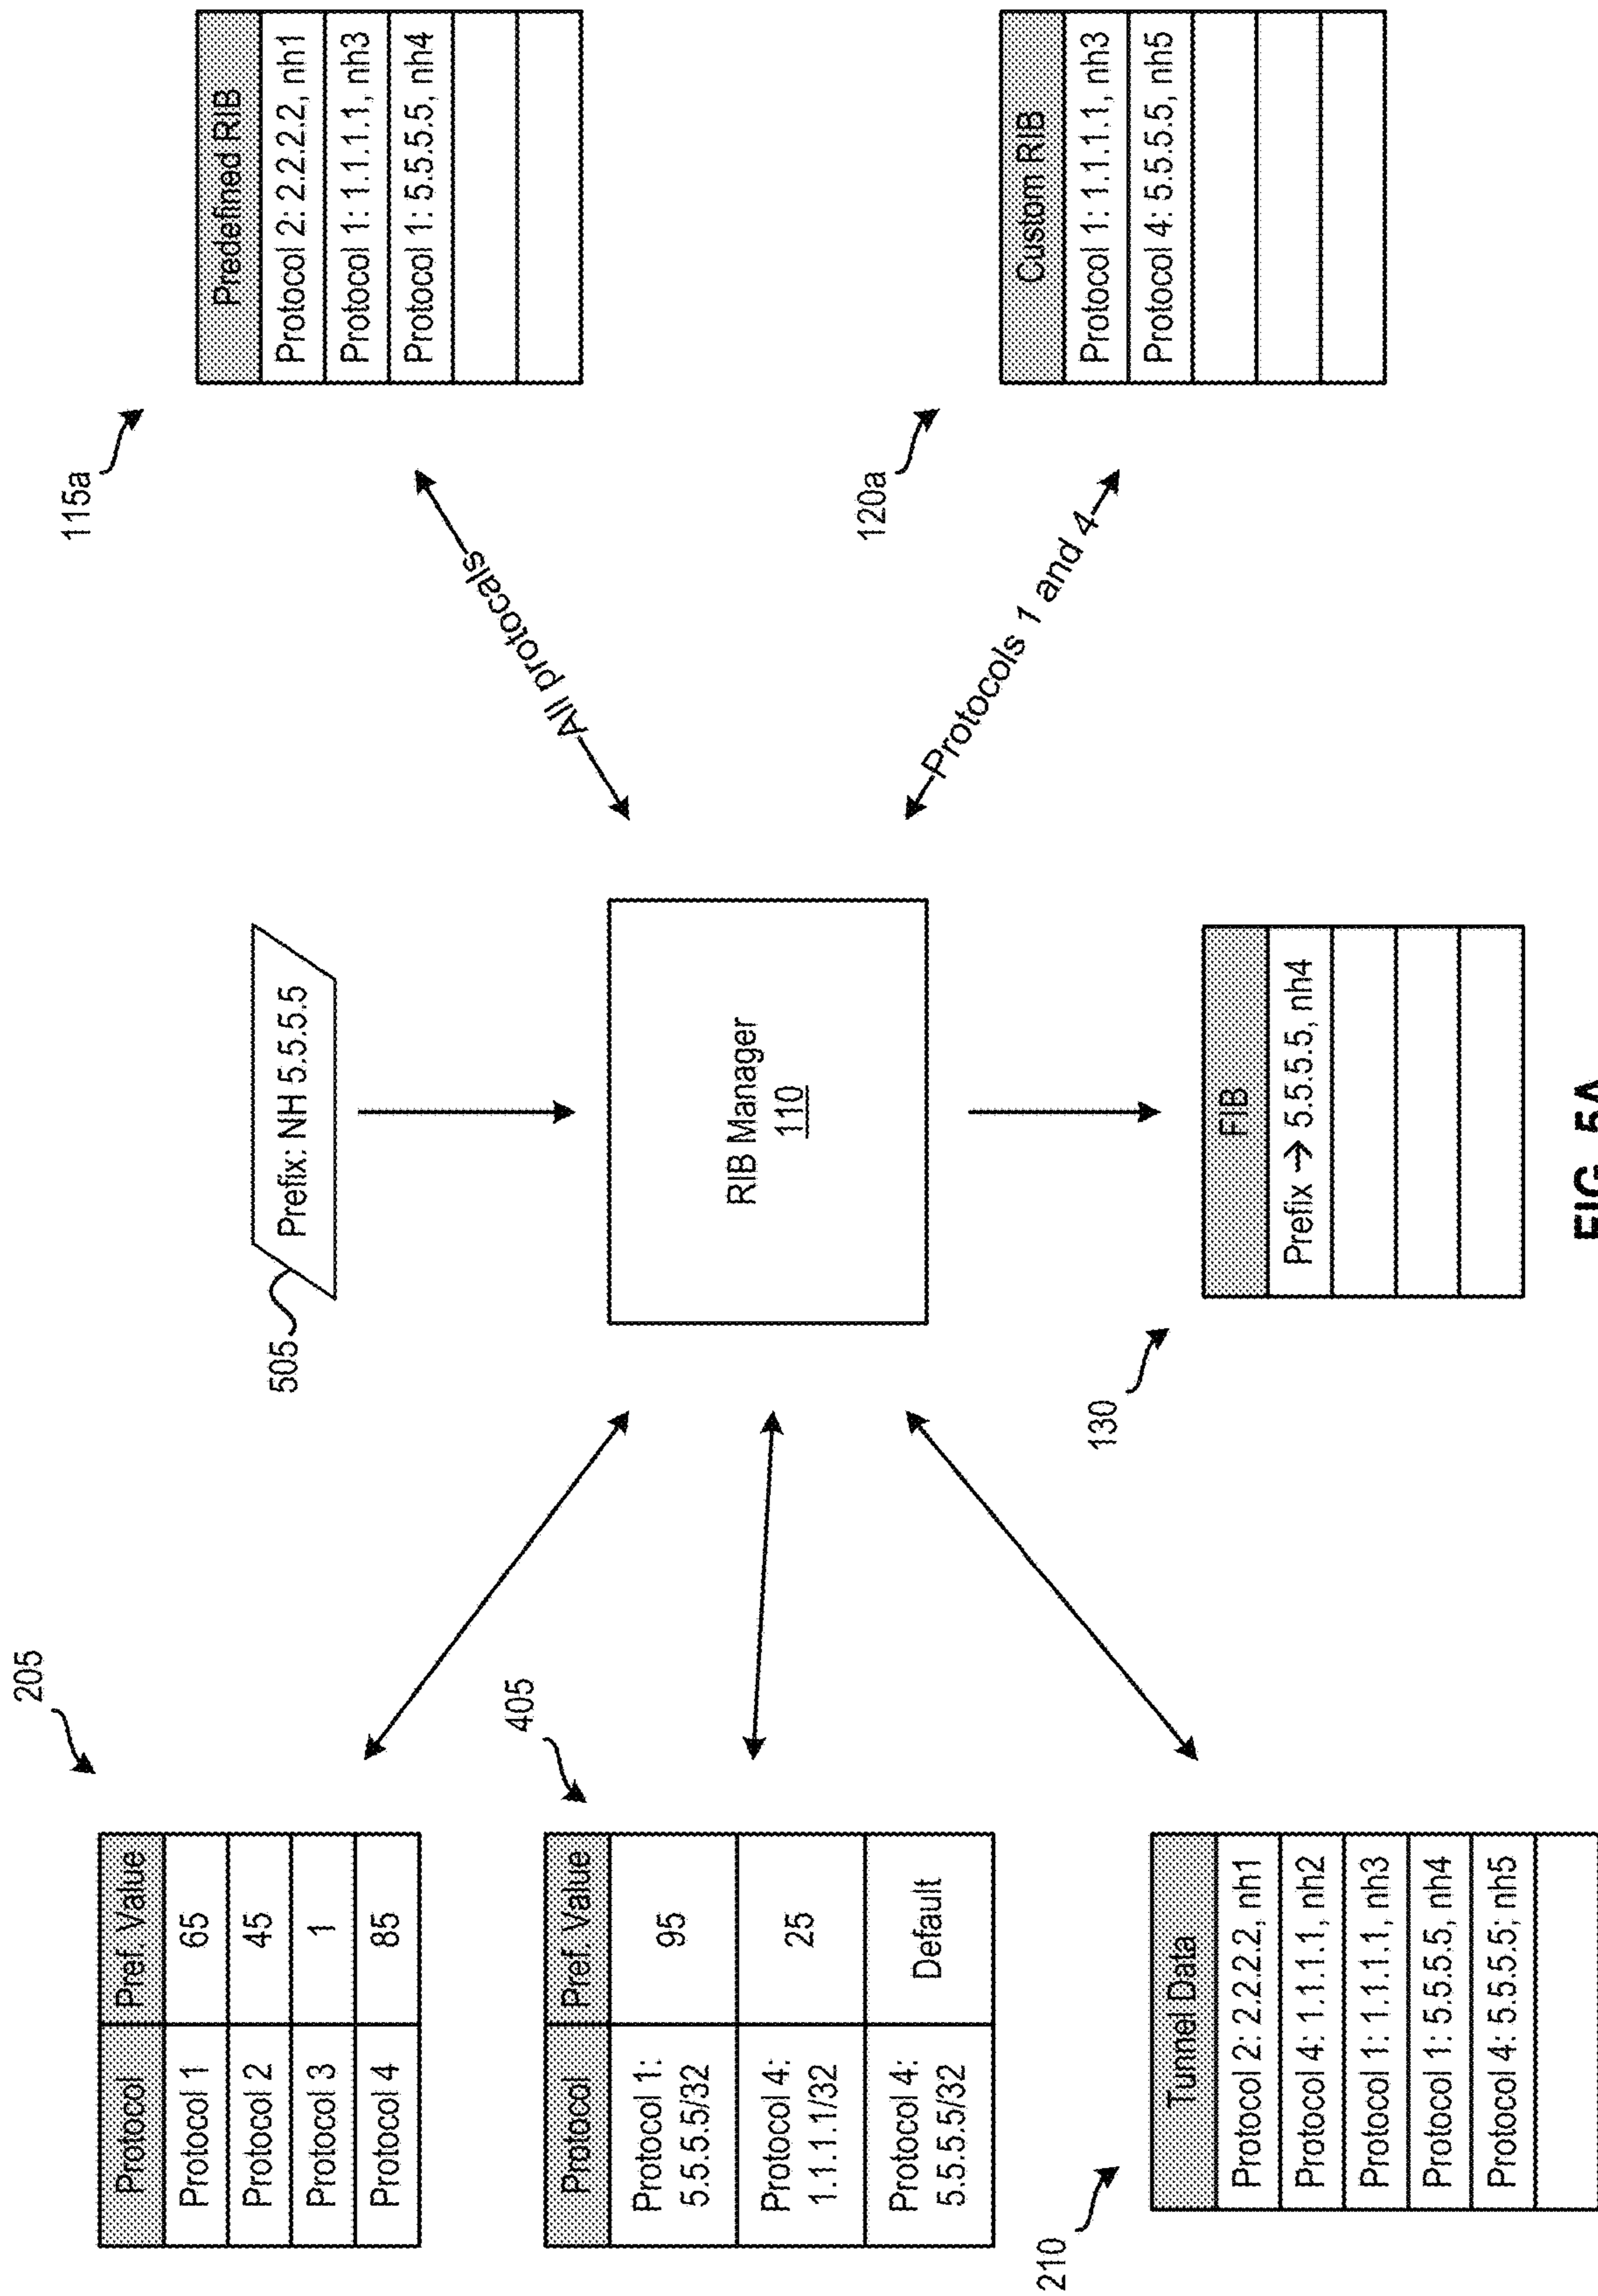 205
Protocol Pref. Value
Protocol 1 65
Protocol 2 45
Protocol 3 1
Protocol 4 85
405
Protocol Pref. Value
Protocol 1:
5.5.5.5/32
95
Protocol 4:
1.1.1.1/32
25
Protocol 4:
5.5.5.5/32
Default
210
Tunnel Data
Protocol 2: 2.2.2.2, nh1
Protocol 4: 1.1.1.1, nh2
Protocol 1: 1.1.1.1, nh3
Protocol 1: 5.5.5.5, nh4
Protocol 4: 5.5.5.5; nh5
505
Prefix: NH 5.5.5.5
RIB Manager
110
130
FIB
Prefix → 5.5.5.5, nh4
115a
Predefined RIB
Protocol 2: 2.2.2.2, nh1
Protocol 1: 1.1.1.1, nh3
Protocol 1: 5.5.5.5, nh4
All protocals
120a
Custom RIB
Protocol 1: 1.1.1.1, nh3
Protocol 4: 5.5.5.5, nh5
Protocols 1 and 4
FIG. 5A